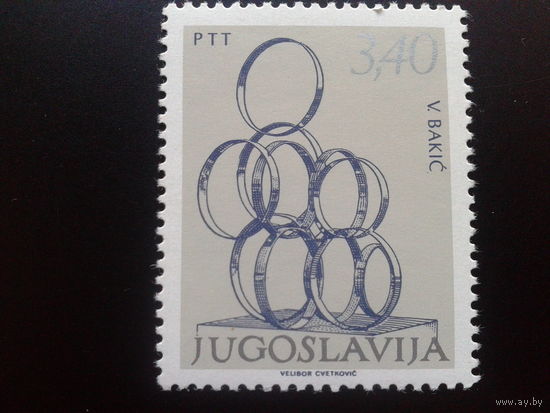 PTT
3,40
V. BAKIĆ
JUGOSLAVIJA
VELIBOR CVETKOVIĆ
www.ay.by